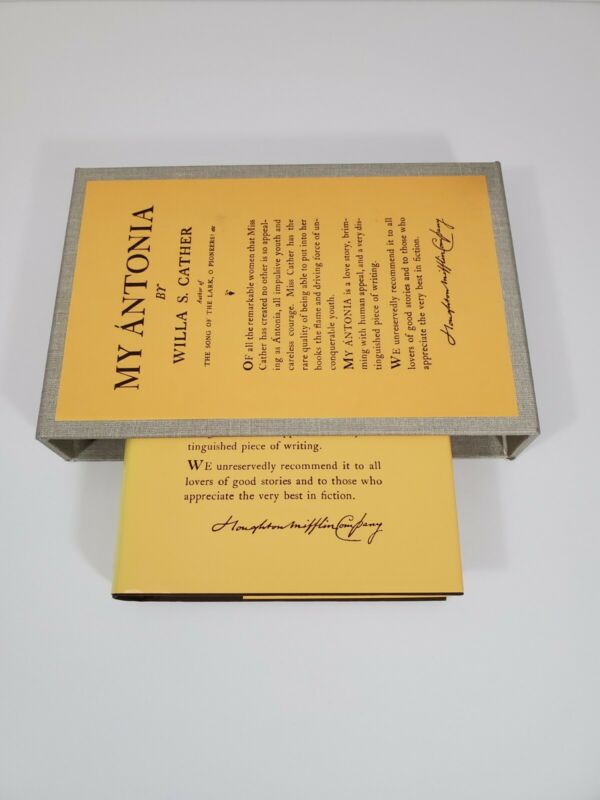 MY ÁNTONIA
BY
WILLA S. CATHER
Author of
THE SONG OF THE LARK, O PIONEERS! etc
OF all the remarkable women that Miss
Cather has created no other is so appeal-
ing as Ántonia, all impulsive youth and
careless courage. Miss Cather has the
rare quality of being able to put into her
books the flame and driving force of un-
conquerable youth.
MY ÁNTONIA is a love story, brim-
ming with human appeal, and a very dis-
tinguished piece of writing.
WE unreservedly recommend it to all
lovers of good stories and to those who
appreciate the very best in fiction.
Houghton Mifflin Company
tinguished piece of writing.
WE unreservedly recommend it to all
lovers of good stories and to those who
appreciate the very best in fiction.
Houghton Mifflin Company